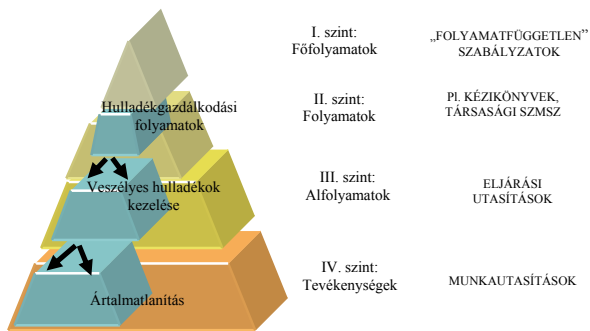 I. szint:
Főfolyamatok
„FOLYAMATFÜGGETLEN”
SZABÁLYZATOK
Hulladékgazdálkodási
folyamatok
II. szint:
Folyamatok
Pl. KÉZIKÖNYVEK,
TÁRSASÁGI SZMSZ
Veszélyes hulladékok
kezelése
III. szint:
Alfolyamatok
ELJÁRÁSI
UTASÍTÁSOK
Ártalmatlanítás
IV. szint:
Tevékenységek
MUNKAUTASÍTÁSOK